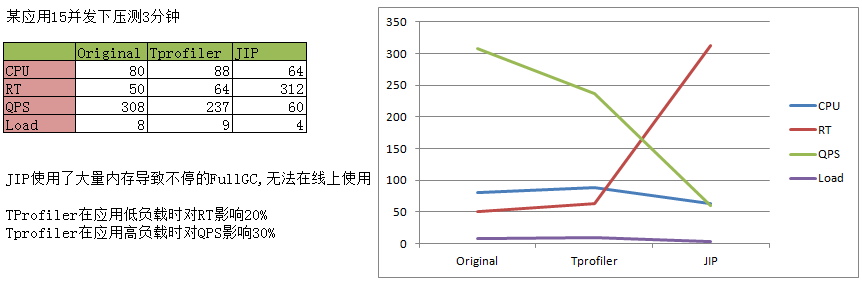 某应用15并发下压测3分钟
Original Tprofiler JIP
CPU 80 88 64
RT 50 64 312
QPS 308 237 60
Load 8 9 4
JIP使用了大量内存导致不停的FullGC,无法在线上使用
TProfiler在应用低负载时对RT影响20%
Tprofiler在应用高负载时对QPS影响30%
350
300
250
200
150
100
50
0
Original Tprofiler JIP
CPU
RT
QPS
Load